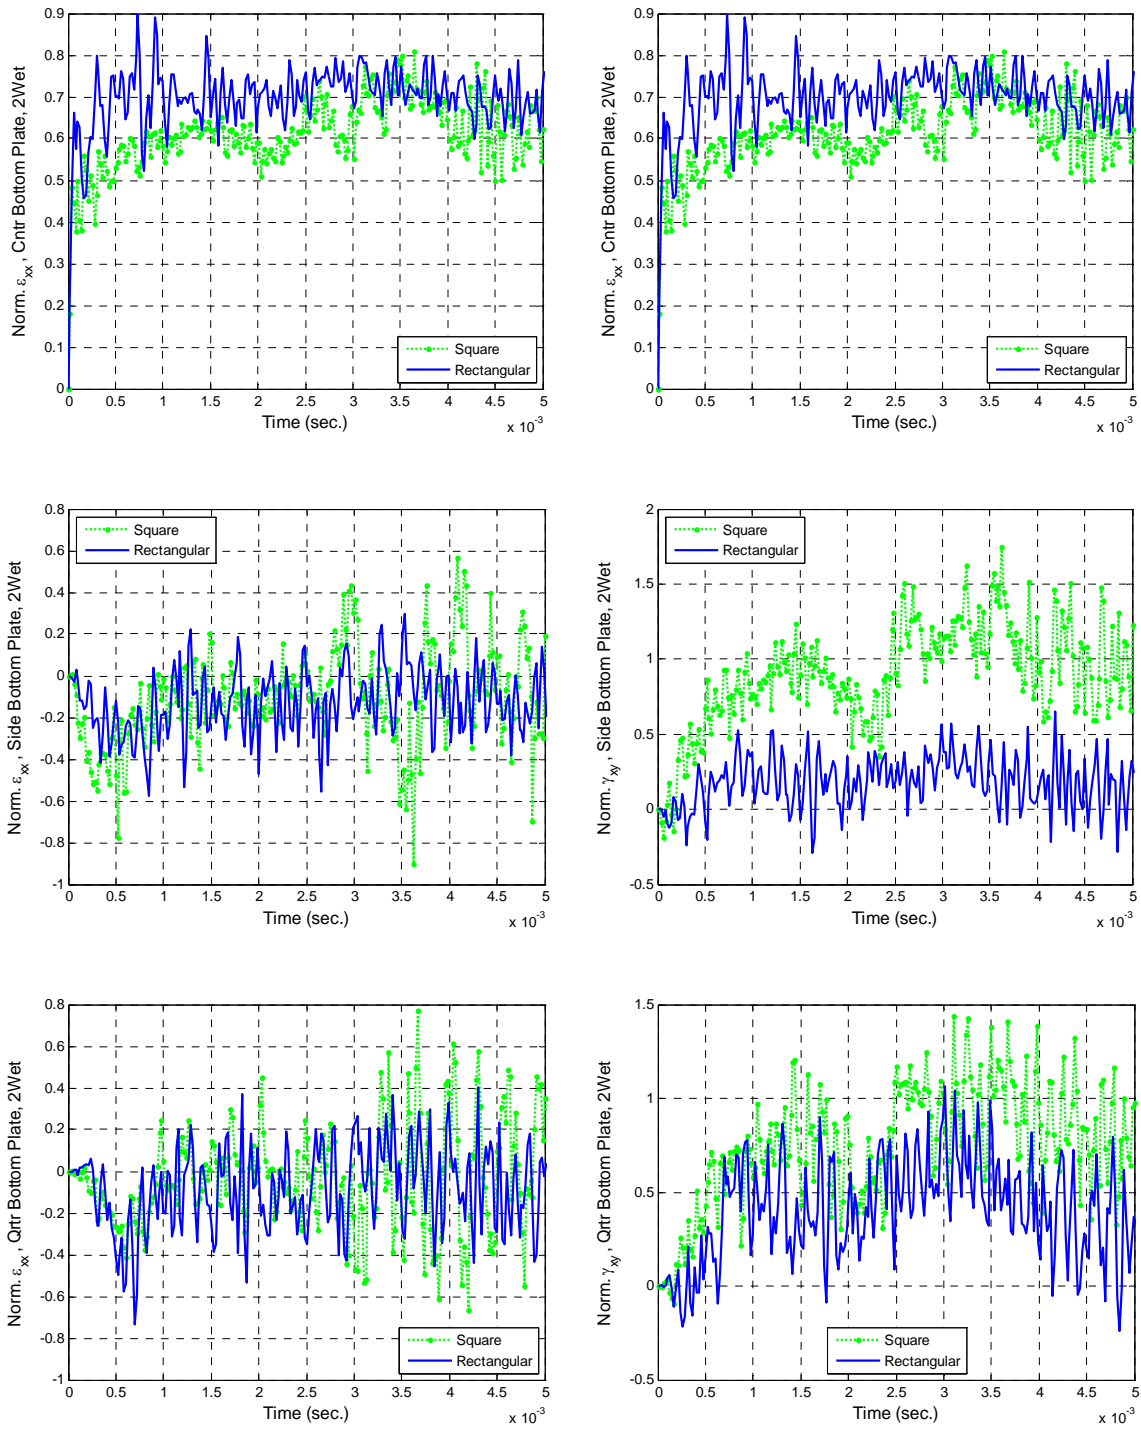 Norm. εxx , Cntr Bottom Plate, 2Wet
0.9
0.8
0.7
0.6
0.5
0.4
0.3
0.2
0.1
0
Square
Rectangular
0 0.5 1 1.5 2 2.5 3 3.5 4 4.5 5
Time (sec.)
x 10-3
Norm. εxx , Cntr Bottom Plate, 2Wet
0.9
0.8
0.7
0.6
0.5
0.4
0.3
0.2
0.1
0
Square
Rectangular
0 0.5 1 1.5 2 2.5 3 3.5 4 4.5 5
Time (sec.)
x 10-3
Norm. εxx , Side Bottom Plate, 2Wet
0.8
0.6
0.4
0.2
0
-0.2
-0.4
-0.6
-0.8
-1
Square
Rectangular
0 0.5 1 1.5 2 2.5 3 3.5 4 4.5 5
Time (sec.)
x 10-3
Norm. γxy , Side Bottom Plate, 2Wet
2
1.5
1
0.5
0
-0.5
Square
Rectangular
0 0.5 1 1.5 2 2.5 3 3.5 4 4.5 5
Time (sec.)
x 10-3
Norm. εxx , Qrtr Bottom Plate, 2Wet
0.8
0.6
0.4
0.2
0
-0.2
-0.4
-0.6
-0.8
-1
Square
Rectangular
0 0.5 1 1.5 2 2.5 3 3.5 4 4.5 5
Time (sec.)
x 10-3
Norm. γxy , Qrtr Bottom Plate, 2Wet
1.5
1
0.5
0
-0.5
Square
Rectangular
0 0.5 1 1.5 2 2.5 3 3.5 4 4.5 5
Time (sec.)
x 10-3